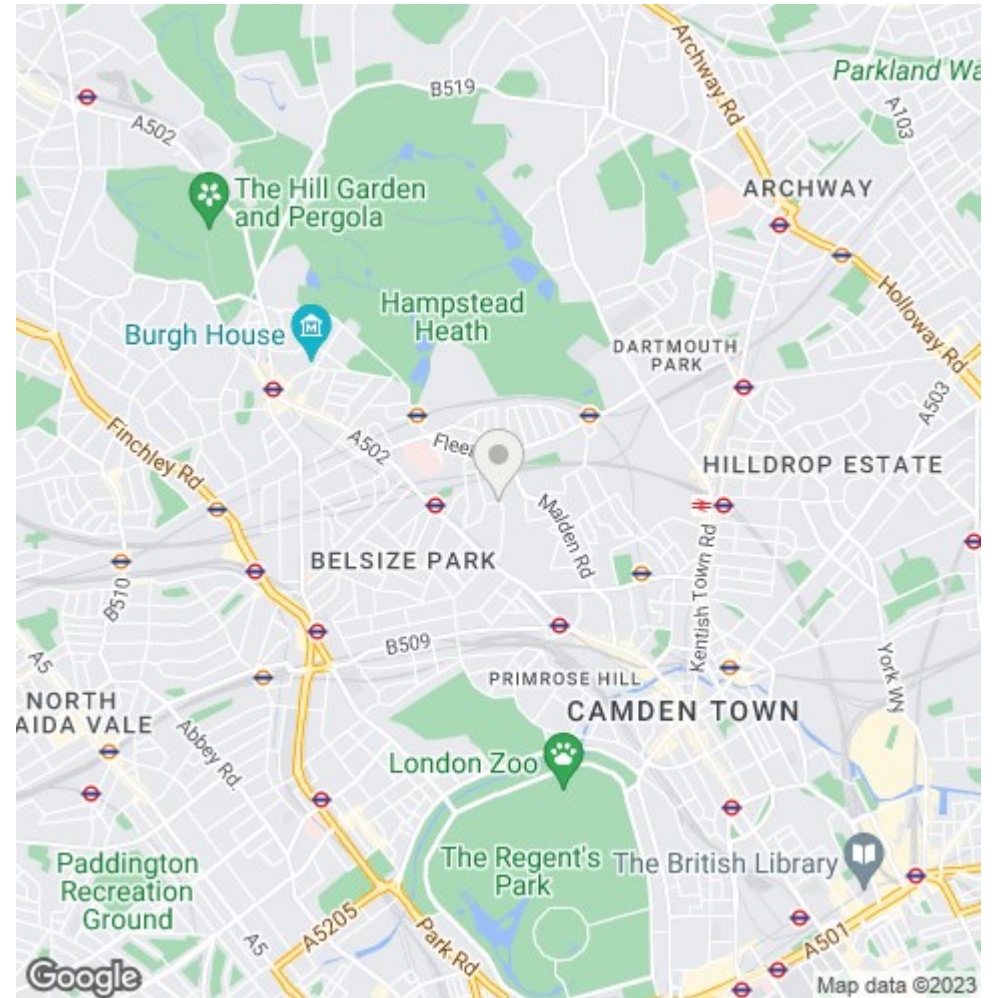 B519
Archway Rd
Parkland Wa
A103
A502
ARCHWAY
The Hill Garden
and Pergola
Hampstead
Heath
Holloway Rd
Burgh House
DARTMOUTH
PARK
A503
Finchley Rd
A502
Flee
HILLDROP ESTATE
Malden Rd
BELSIZE PARK
B510
Kentish Town Rd
A5
B509
York Wy
PRIMROSE HILL
NORTH
AIDA VALE
CAMDEN TOWN
Abbey Rd.
London Zoo
The Regent's
Park
The British Library
Paddington
Recreation
Ground
A5205
A5
Park Rd
A501
Google
Map data ©2023